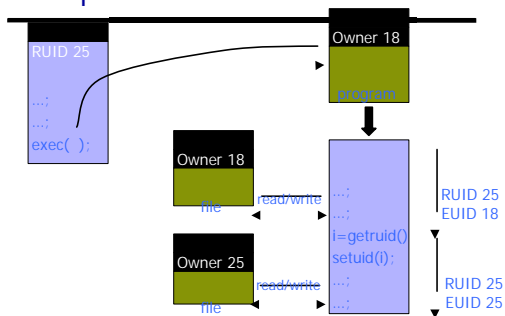 RUID 25
...;
...;
exec( );
Owner 18
program
Owner 18
file
read/write
Owner 25
file
read/write
...;
...;
i=getruid()
setuid(i);
...;
...;
RUID 25
EUID 18
RUID 25
EUID 25